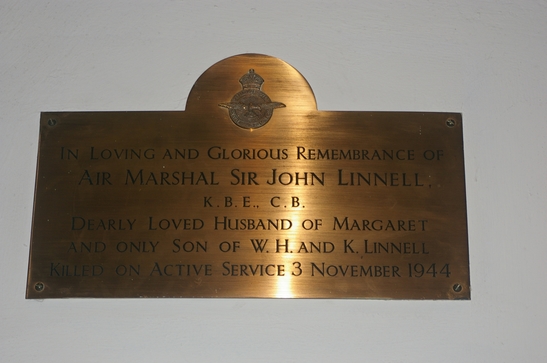 In Loving and Glorious Remembrance of
Air Marshal Sir John Linnell,
K.B.E., C.B.
Dearly Loved Husband of Margaret
and only Son of W.H. and K. Linnell
Killed on Active Service 3 November 1944